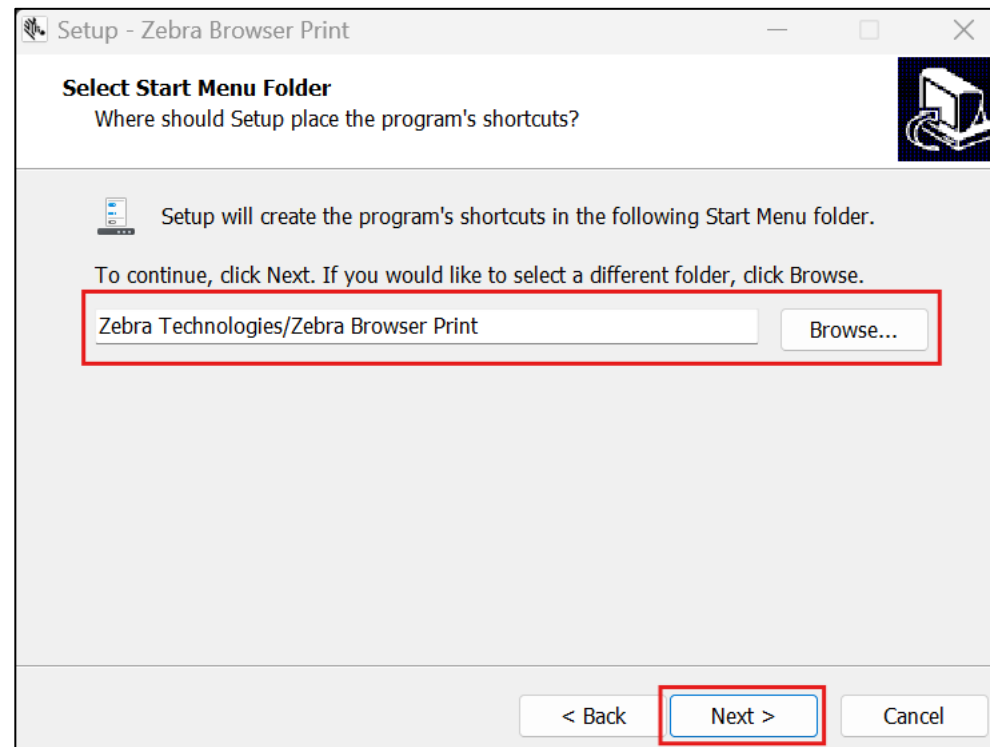 Setup - Zebra Browser Print
Select Start Menu Folder
Where should Setup place the program's shortcuts?
Setup will create the program's shortcuts in the following Start Menu folder.
To continue, click Next. If you would like to select a different folder, click Browse.
Zebra Technologies/Zebra Browser Print
Browse...
< Back
Next >
Cancel